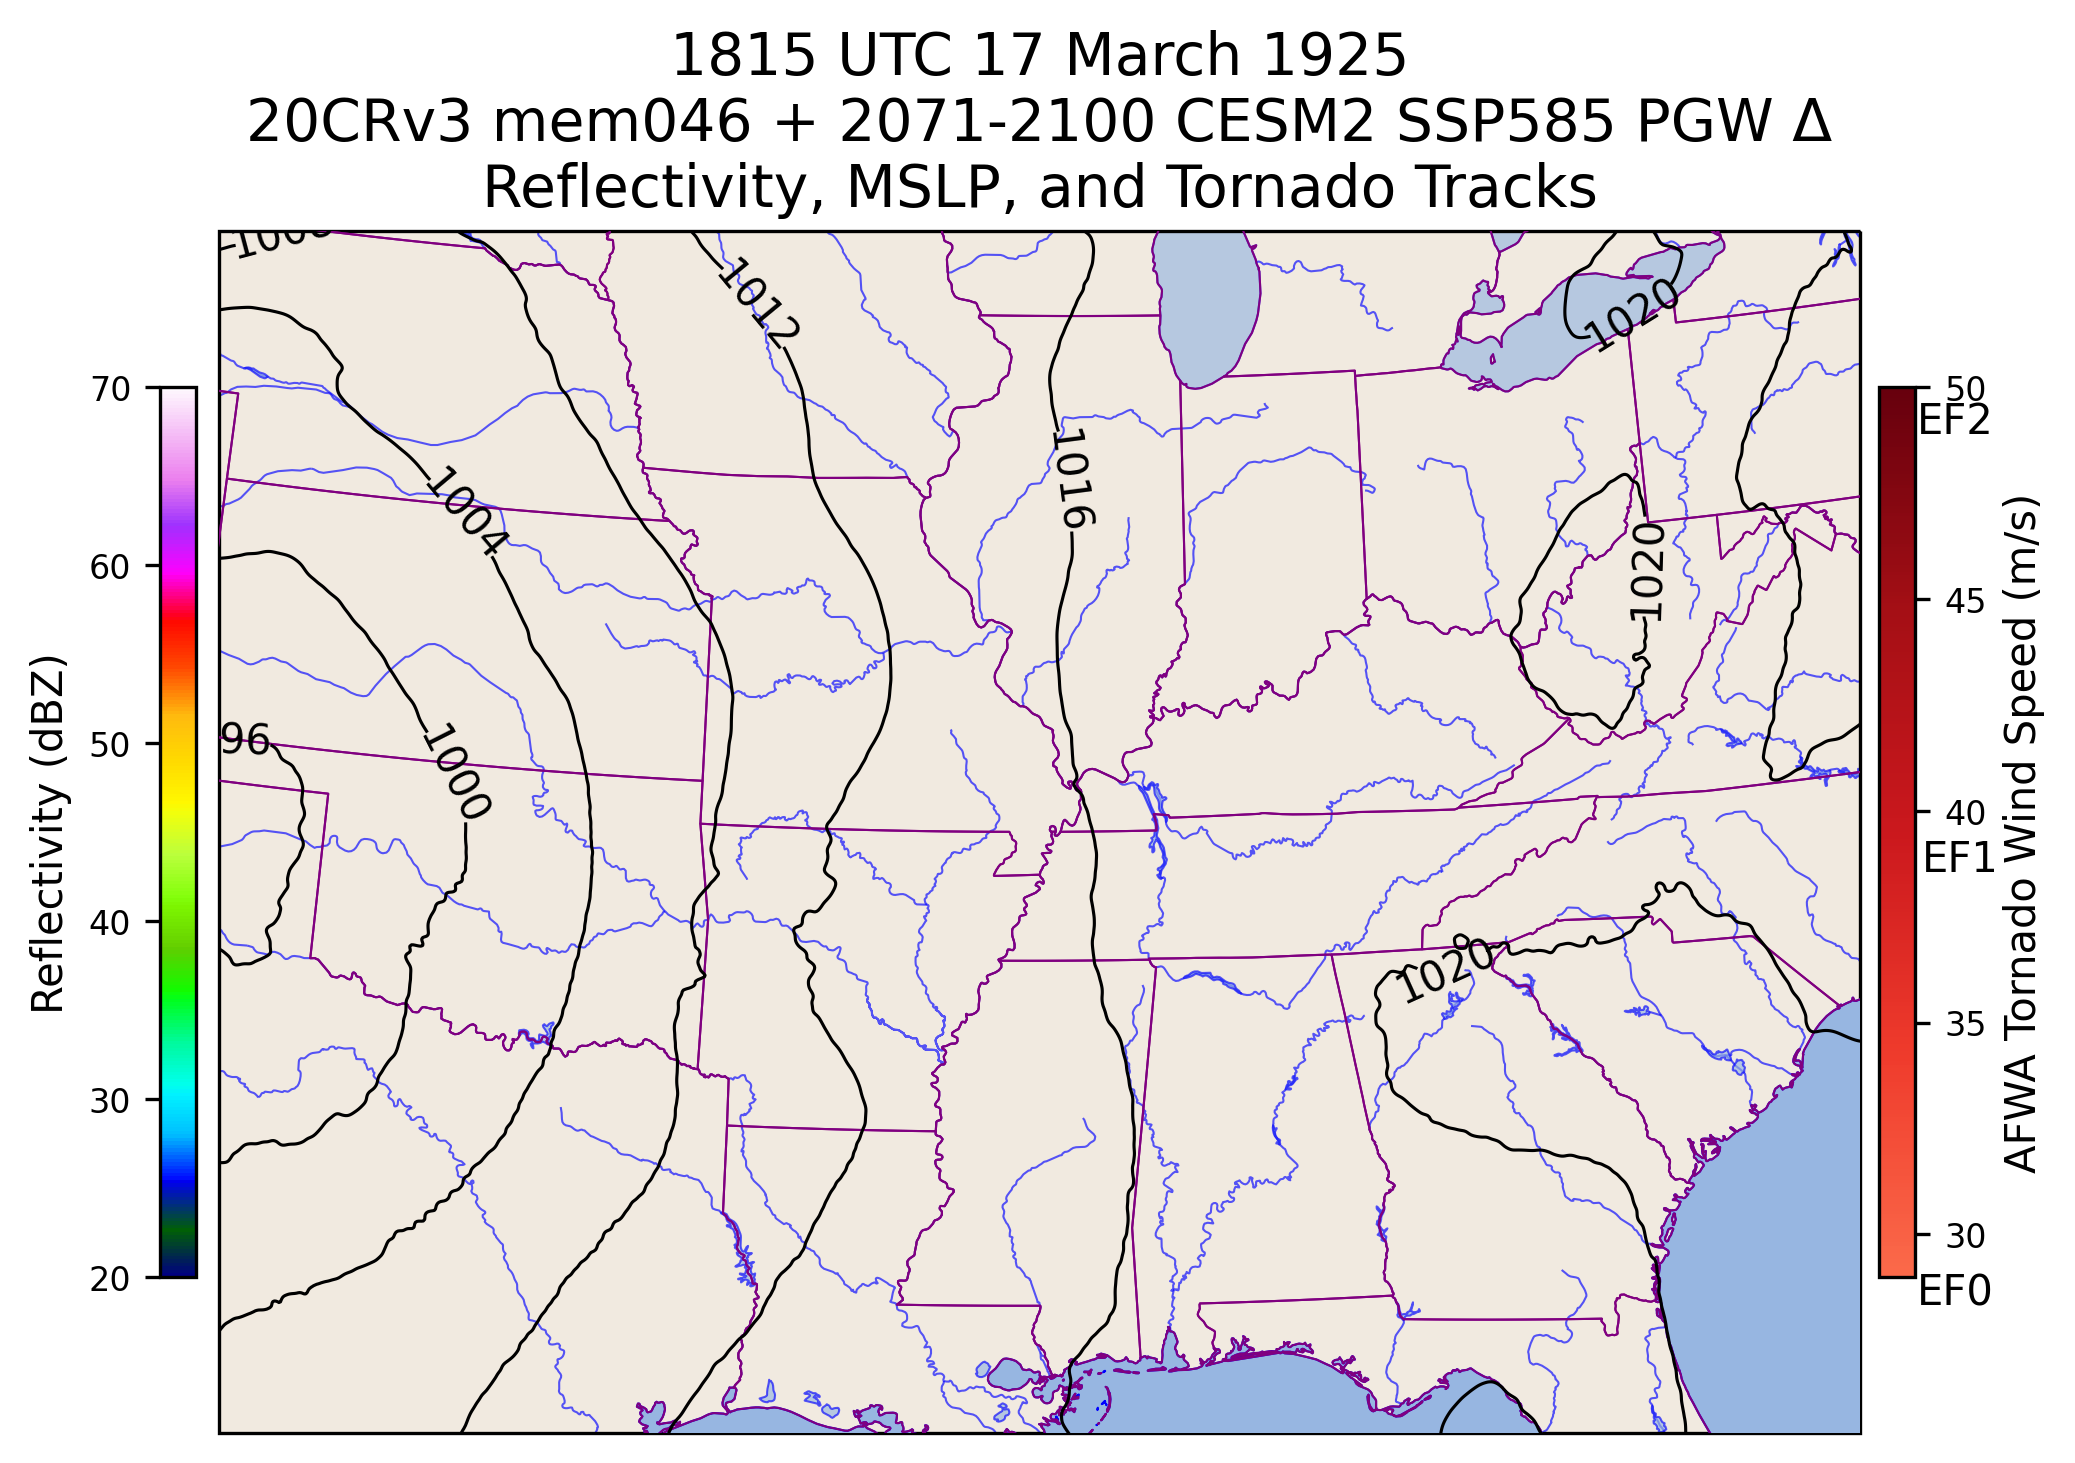 1815 UTC 17 March 1925
20CRv3 mem046 + 2071-2100 CESM2 SSP585 PGW Δ
Reflectivity, MSLP, and Tornado Tracks
1012
1020
1004
1016
1020
1000
96
1020
Reflectivity (dBZ)
70
60
50
40
30
20
50
EF2
45
40
EF1
35
30
EF0
AFWA Tornado Wind Speed (m/s)